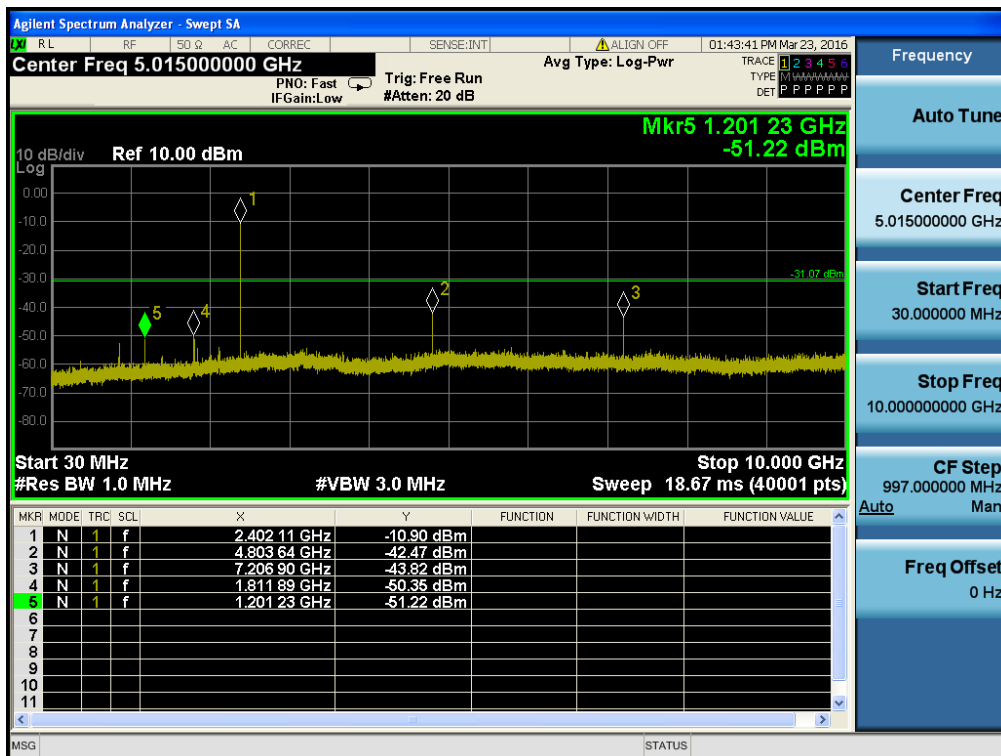 Agilent Spectrum Analyzer - Swept SA
LXI RL RF 50 Ω AC CORREC SENSE:INT ALIGN OFF 01:43:41 PM Mar 23, 2016
Center Freq 5.015000000 GHz
PNO: Fast
IFGain:Low
Trig: Free Run
#Atten: 20 dB
Avg Type: Log-Pwr
TRACE 1 2 3 4 5 6
TYPE M
DET P P P P P P
Mkr5 1.201 23 GHz
-51.22 dBm
10 dB/div Ref 10.00 dBm
Log
0.00
-10.0
-20.0
-30.0
-40.0
-50.0
-60.0
-70.0
-80.0
1
2
3
4
5
-31.07 dBm
Start 30 MHz Stop 10.000 GHz
#Res BW 1.0 MHz #VBW 3.0 MHz Sweep 18.67 ms (40001 pts)
MKR MODE TRC SCL X Y FUNCTION FUNCTION WIDTH FUNCTION VALUE
1 N 1 f 2.402 11 GHz -10.90 dBm
2 N 1 f 4.803 64 GHz -42.47 dBm
3 N 1 f 7.206 90 GHz -43.82 dBm
4 N 1 f 1.811 89 GHz -50.35 dBm
5 N 1 f 1.201 23 GHz -51.22 dBm
6
7
8
9
10
11
MSG STATUS
Frequency
Auto Tune
Center Freq
5.015000000 GHz
Start Freq
30.000000 MHz
Stop Freq
10.000000000 GHz
CF Step
997.000000 MHz
Auto Man
Freq Offset
0 Hz